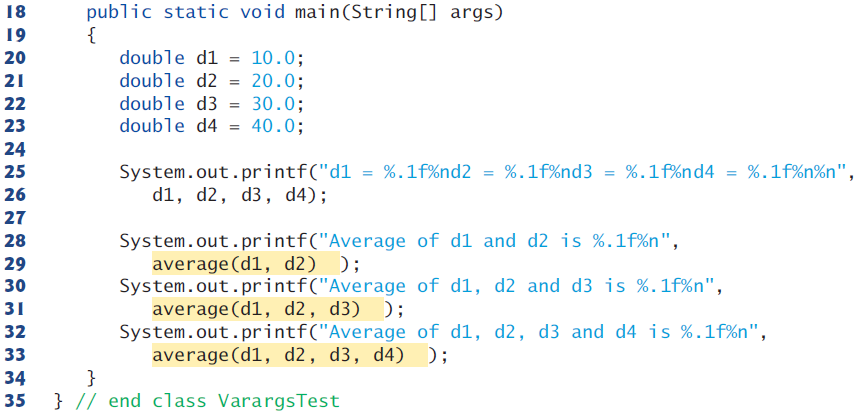 18 public static void main(String[] args)
19 {
20 double d1 = 10.0;
21 double d2 = 20.0;
22 double d3 = 30.0;
23 double d4 = 40.0;
24
25 System.out.printf("d1 = %.1f%nd2 = %.1f%nd3 = %.1f%nd4 = %.1f%n%n",
26 d1, d2, d3, d4);
27
28 System.out.printf("Average of d1 and d2 is %.1f%n",
29 average(d1, d2) );
30 System.out.printf("Average of d1, d2 and d3 is %.1f%n",
31 average(d1, d2, d3) );
32 System.out.printf("Average of d1, d2, d3 and d4 is %.1f%n",
33 average(d1, d2, d3, d4) );
34 }
35 } // end class VarargsTest